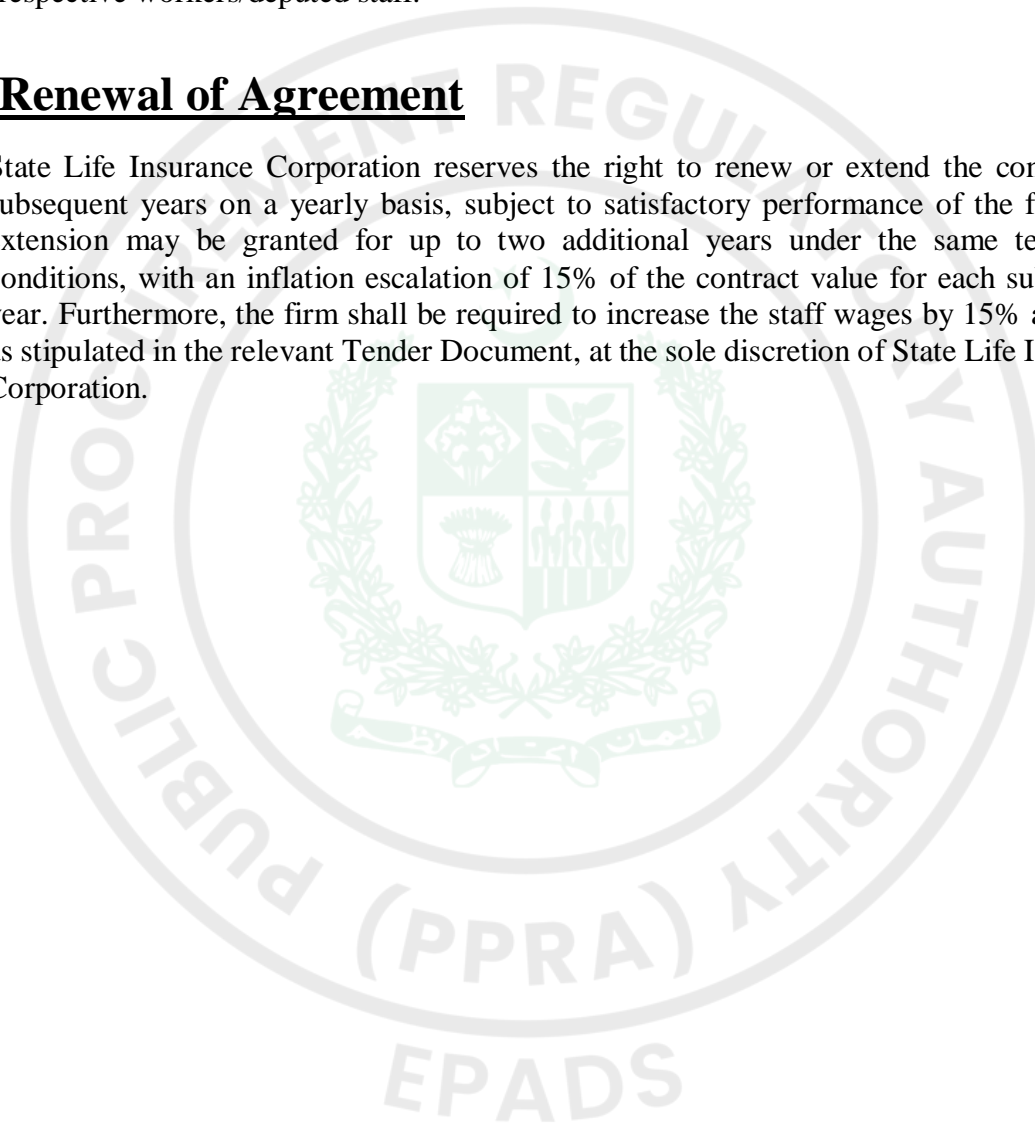 respective workers/deputed staff.
Renewal of Agreement
State Life Insurance Corporation reserves the right to renew or extend the con
subsequent years on a yearly basis, subject to satisfactory performance of the f
extension may be granted for up to two additional years under the same te
conditions, with an inflation escalation of 15% of the contract value for each su
year. Furthermore, the firm shall be required to increase the staff wages by 15% a
as stipulated in the relevant Tender Document, at the sole discretion of State Life I
Corporation.
PUBLIC PROCUREMENT REGULATORY AUTHORITY
(PPRA)
EPADS